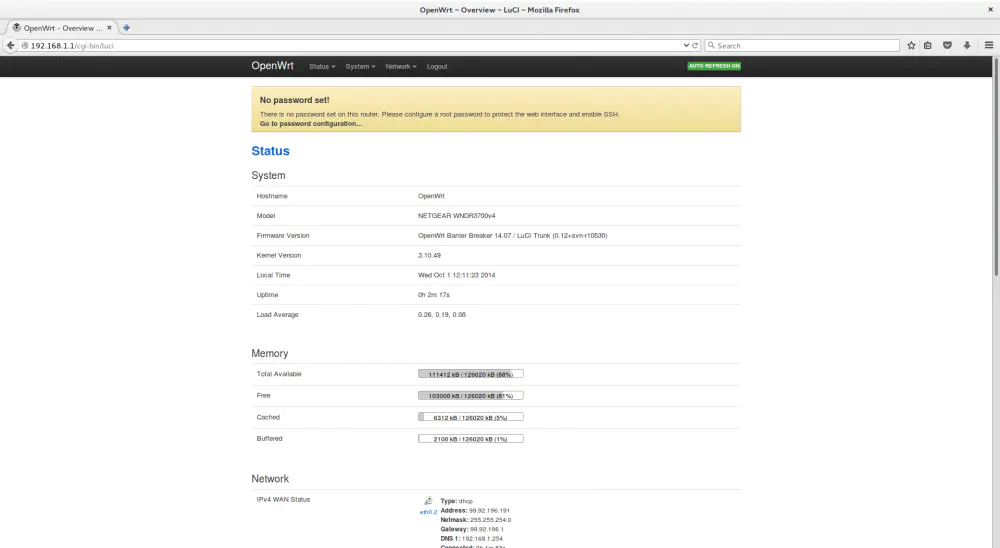 OpenWrt - Overview - LuCI - Mozilla Firefox
OpenWrt - Overview ...
192.168.1.1/cgi-bin/luci
Search
OpenWrt Status System Network Logout
AUTO REFRESH ON
No password set!
There is no password set on this router. Please configure a root password to protect the web interface and enable SSH.
Go to password configuration...
Status
System
Hostname OpenWrt
Model NETGEAR WNDR3700v4
Firmware Version OpenWrt Barrier Breaker 14.07 / LuCI Trunk (0.12+svn-r10530)
Kernel Version 3.10.49
Local Time Wed Oct 1 12:11:23 2014
Uptime 0h 2m 17s
Load Average 0.26, 0.19, 0.08
Memory
Total Available 111412 kB / 126020 kB (88%)
Free 103000 kB / 126020 kB (81%)
Cached 6312 kB / 126020 kB (5%)
Buffered 2100 kB / 126020 kB (1%)
Network
IPv4 WAN Status
eth0.2
Type: dhcp
Address: 99.92.196.191
Netmask: 255.255.254.0
Gateway: 99.92.196.1
DNS 1: 192.168.1.254